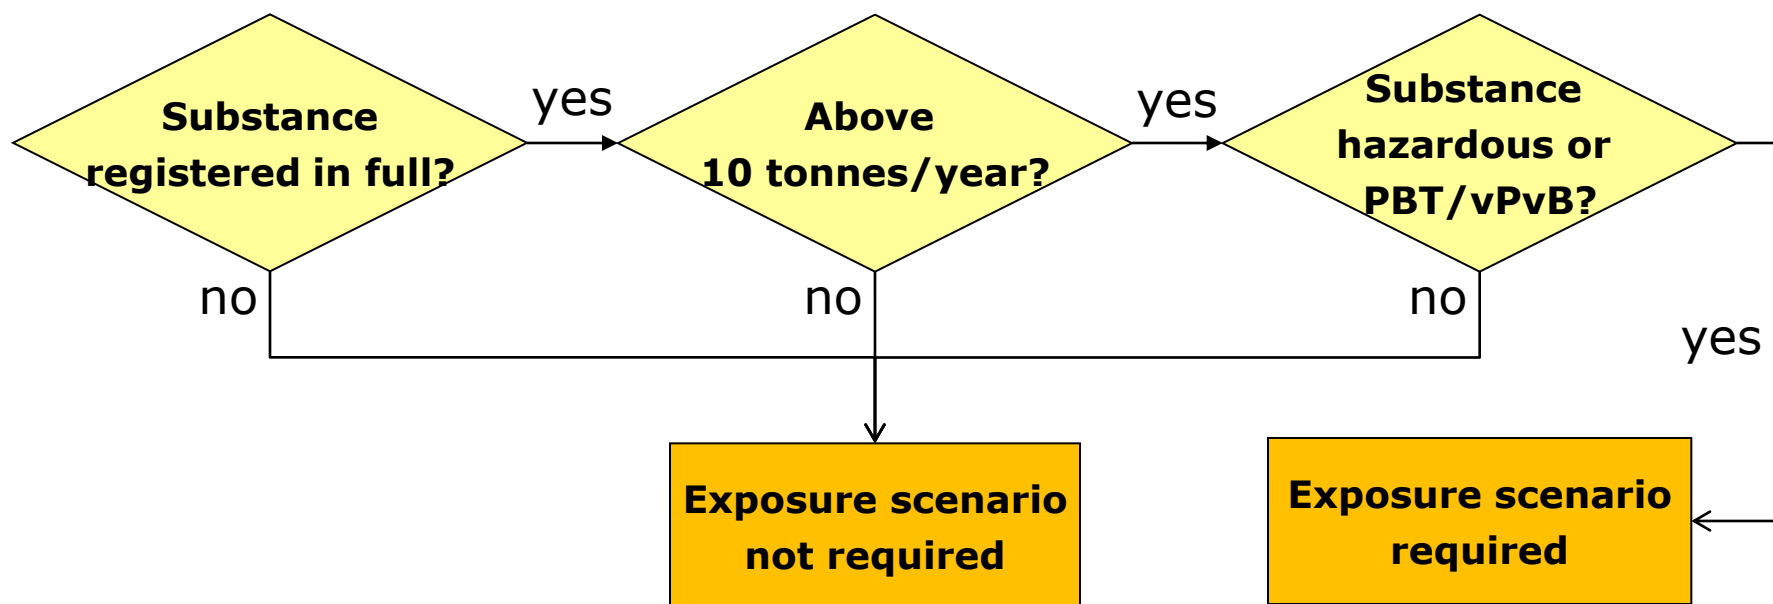 Substance
registered in full?
yes
Above
10 tonnes/year?
yes
Substance
hazardous or
PBT/vPvB?
no
no
no
yes
Exposure scenario
not required
Exposure scenario
required